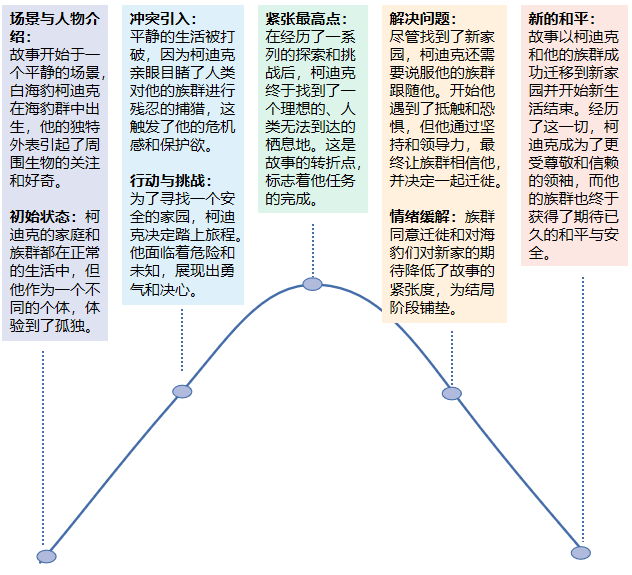 场景与人物介
绍：
故事开始于一
个平静的场景，
白海豹柯迪克
在海豹群中出
生，他的独特
外表引起了周
围生物的关注
和好奇。
初始状态：柯
迪克的家庭和
族群都在正常
的生活中，但
他作为一个不
同的个体，体
验到了孤独。
冲突引入：
平静的生活被打
破，因为柯迪克
亲眼目睹了人类
对他的族群进行
残忍的捕猎，这
触发了他的危机
感和保护欲。
行动与挑战：
为了寻找一个安
全的家园，柯迪
克决定踏上旅程。
他面临着危险和
未知，展现出勇
气和决心。
紧张最高点：
在经历了一系
列的探索和挑
战后，柯迪克
终于找到了一
个理想的、人
类无法到达的
栖息地。这是
故事的转折点，
标志着他任务
的完成。
解决问题：
尽管找到了新家
园，柯迪克还需
要说服他的族群
跟随他。开始他
遇到了抵触和恐
惧，但他通过坚
持和领导力，最
终让族群相信他，
并决定一起迁徙。
情绪缓解：族群
同意迁徙和对海
豹们对新家的期
待降低了故事的
紧张度，为结局
阶段铺垫。
新的和平：
故事以柯迪克
和他的族群成
功迁移到新家
园并开始新生
活结束。经历
了这一切，柯
迪克成为了更
受尊敬和信赖
的领袖，而他
的族群也终于
获得了期待已
久的和平与安
全。